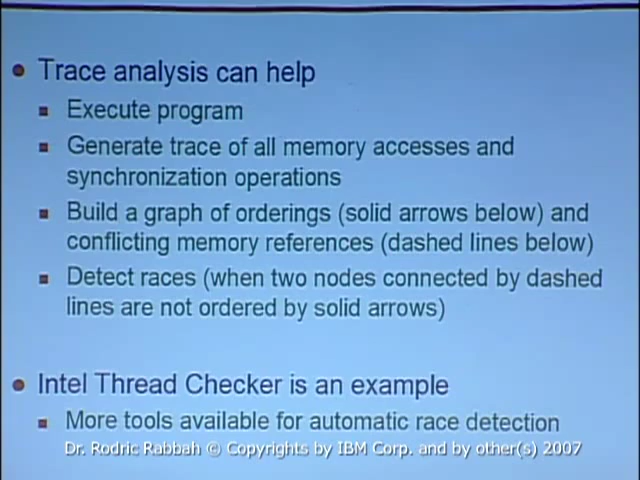 Trace analysis can help
Execute program
Generate trace of all memory accesses and
synchronization operations
Build a graph of orderings (solid arrows below) and
conflicting memory references (dashed lines below)
Detect races (when two nodes connected by dashed
lines are not ordered by solid arrows)
Intel Thread Checker is an example
More tools available for automatic race detection
Dr. Rodric Rabbah © Copyrights by IBM Corp. and by other(s) 2007